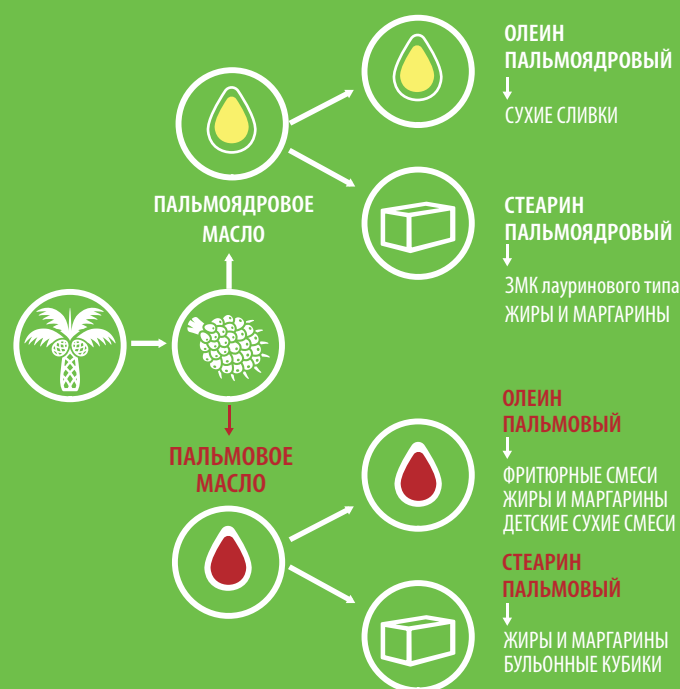 ОЛЕИН
ПАЛЬМОЯДРОВЫЙ
СУХИЕ СЛИВКИ
ПАЛЬМОЯДРОВОЕ
МАСЛО
СТЕАРИН
ПАЛЬМОЯДРОВЫЙ
ЗМК лауринового типа
ЖИРЫ И МАРГАРИНЫ
ПАЛЬМОВОЕ
МАСЛО
ОЛЕИН
ПАЛЬМОВЫЙ
ФРИТЮРНЫЕ СМЕСИ
ЖИРЫ И МАРГАРИНЫ
ДЕТСКИЕ СУХИЕ СМЕСИ
СТЕАРИН
ПАЛЬМОВЫЙ
ЖИРЫ И МАРГАРИНЫ
БУЛЬОННЫЕ КУБИКИ